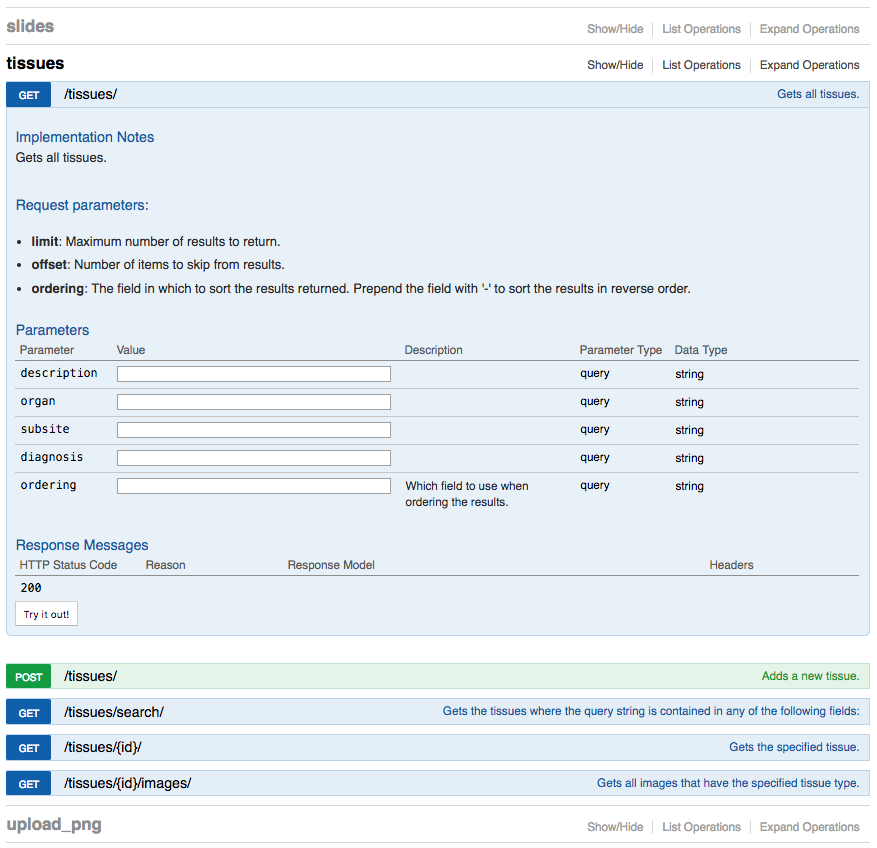 slides Show/Hide List Operations Expand Operations
tissues Show/Hide List Operations Expand Operations
GET /tissues/ Gets all tissues.
Implementation Notes
Gets all tissues.
Request parameters:
• limit: Maximum number of results to return.
• offset: Number of items to skip from results.
• ordering: The field in which to sort the results returned. Prepend the field with '-' to sort the results in reverse order.
Parameters
Parameter Value Description Parameter Type Data Type
description query string
organ query string
subsite query string
diagnosis query string
ordering Which field to use when query string
ordering the results.
Response Messages
HTTP Status Code Reason Response Model Headers
200
Try it out!
POST /tissues/ Adds a new tissue.
GET /tissues/search/ Gets the tissues where the query string is contained in any of the following fields:
GET /tissues/{id}/ Gets the specified tissue.
GET /tissues/{id}/images/ Gets all images that have the specified tissue type.
upload_png Show/Hide List Operations Expand Operations